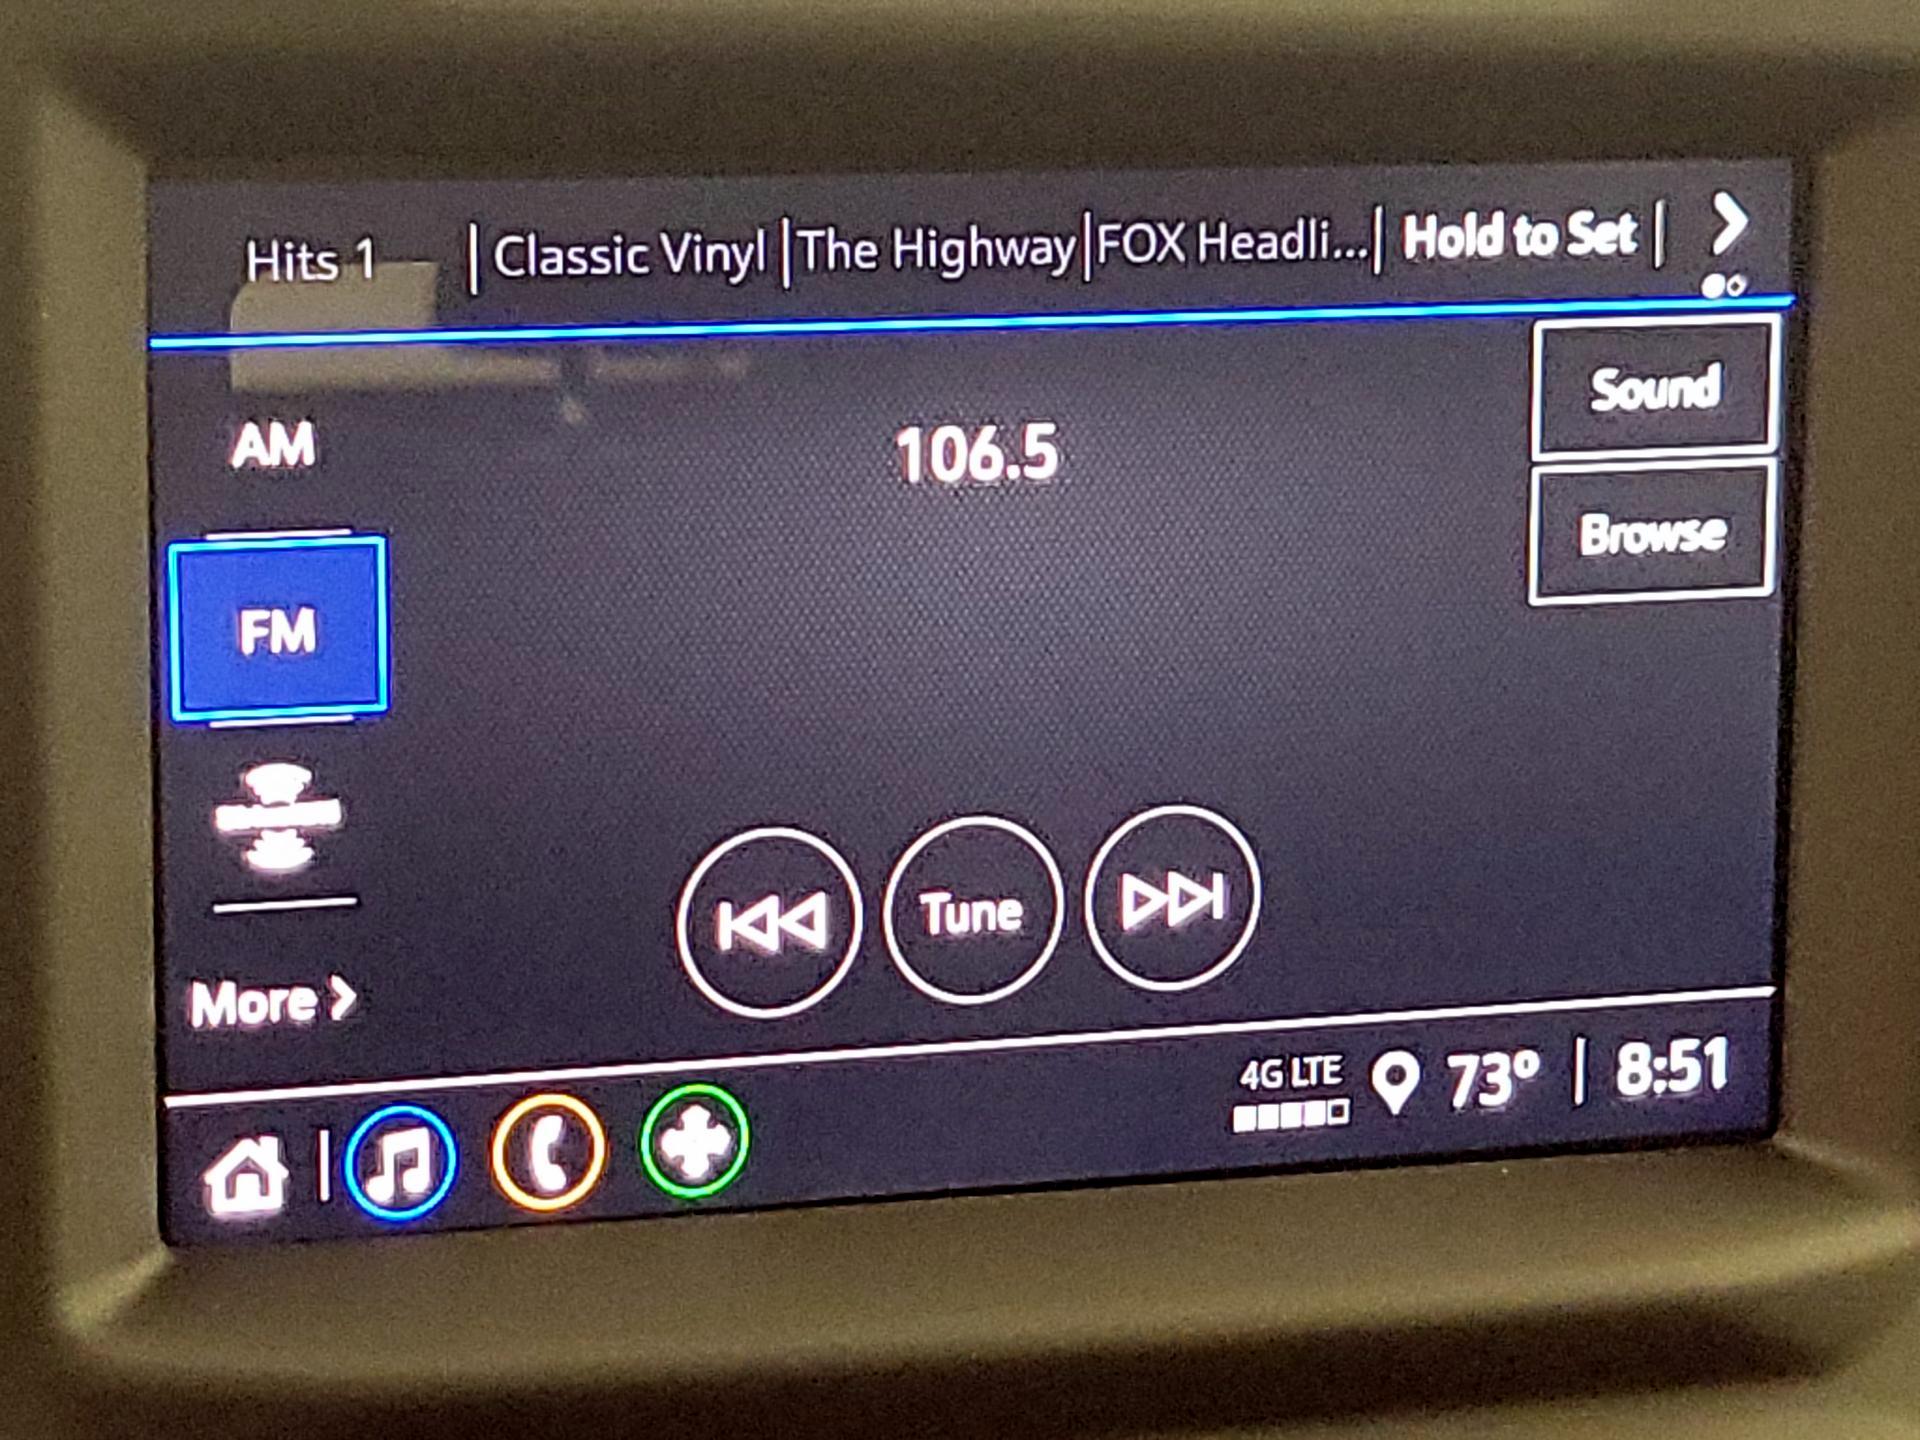 Hits 1 | Classic Vinyl | The Highway | FOX Headli... | Hold to Set |
Sound
AM
106.5
Browse
FM
Tune
More
4G LTE 73° | 8:51